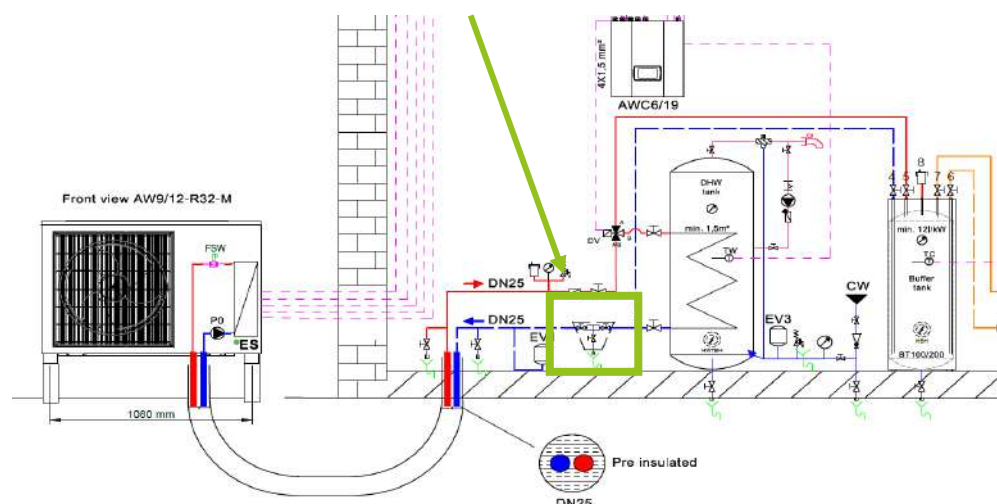 4X1,5 mm²
AWC6/19
Front view AW9/12-R32-M
FSW
P0
ES
1060 mm
DN25
DN25
DV
DHW
tank
min. 1,5m²
TW
EV3
CW
4
5
8
7
6
min. 12l/kW
TC
Buffer
tank
BT100/200
Pre insulated
DN25